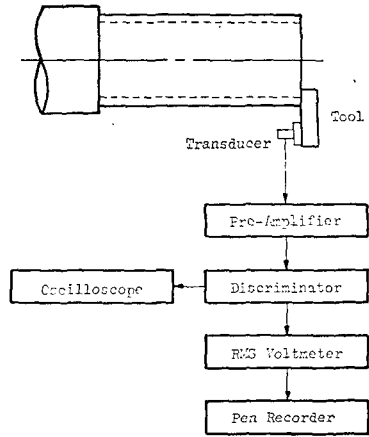 Tool
Transducer
Pre-Amplifier
Oscilloscope
Discriminator
RMS Voltmeter
Pen Recorder